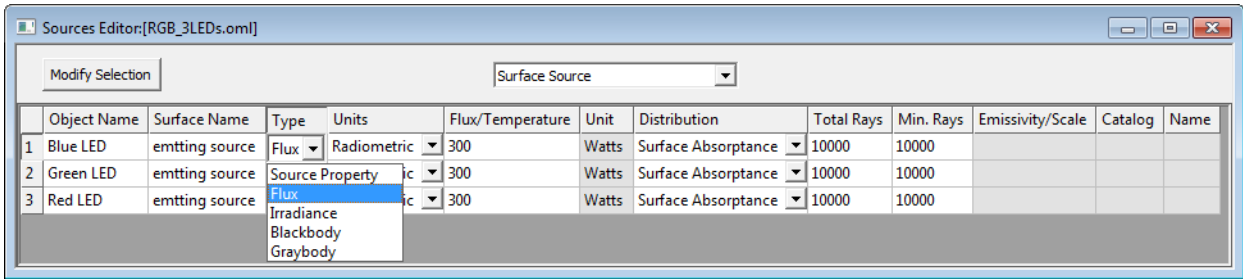 Sources Editor:[RGB_3LEDs.oml]
Modify Selection
Surface Source
Object Name Surface Name Type Units Flux/Temperature Unit Distribution Total Rays Min. Rays Emissivity/Scale Catalog Name
1 Blue LED emtting source Flux Radiometric 300 Watts Surface Absorptance 10000 10000
2 Green LED emtting source Source Property ic 300 Watts Surface Absorptance 10000 10000
3 Red LED emtting source Flux ic 300 Watts Surface Absorptance 10000 10000
Irradiance
Blackbody
Graybody